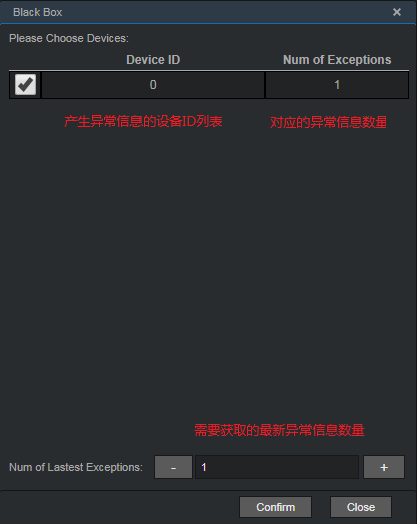 Black Box ×
Please Choose Devices:
Device ID Num of Exceptions
0 1
产生异常信息的设备ID列表 对应的异常信息数量
需要获取的最新异常信息数量
Num of Lastest Exceptions: - 1 +
Confirm Close